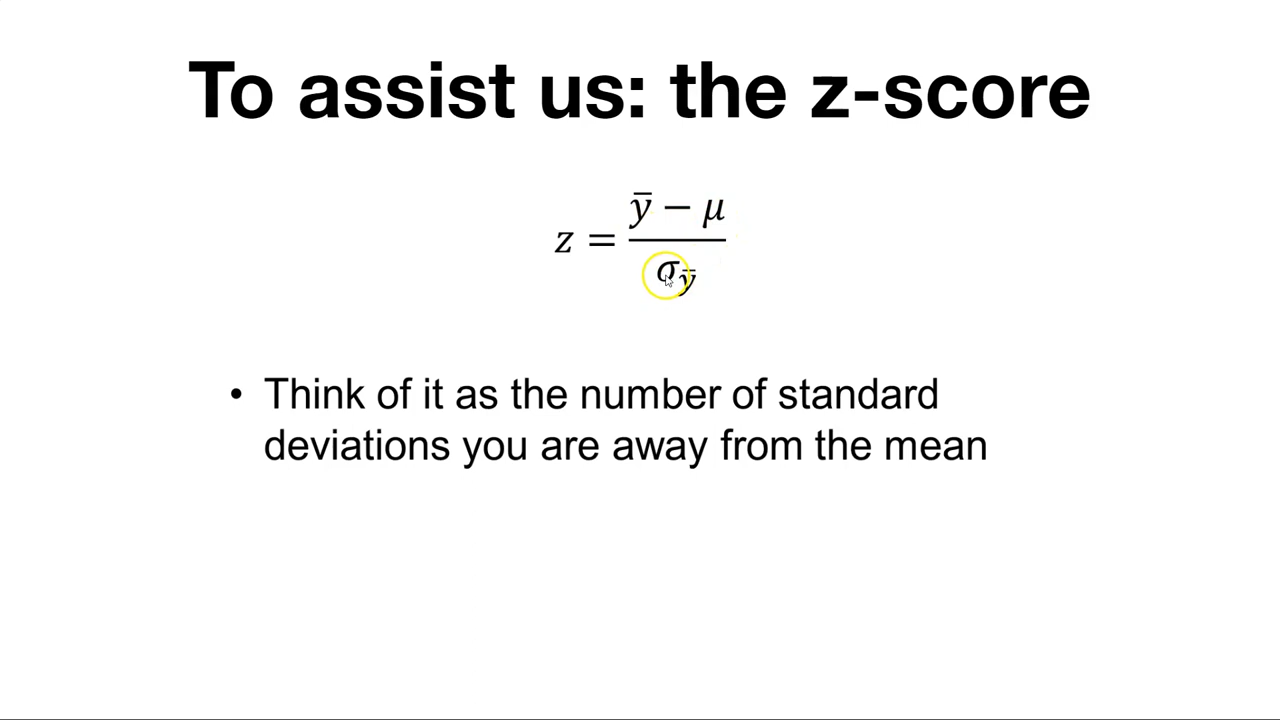 To assist us: the z-score
z = (ȳ − μ) / σ_ȳ
• Think of it as the number of standard
deviations you are away from the mean